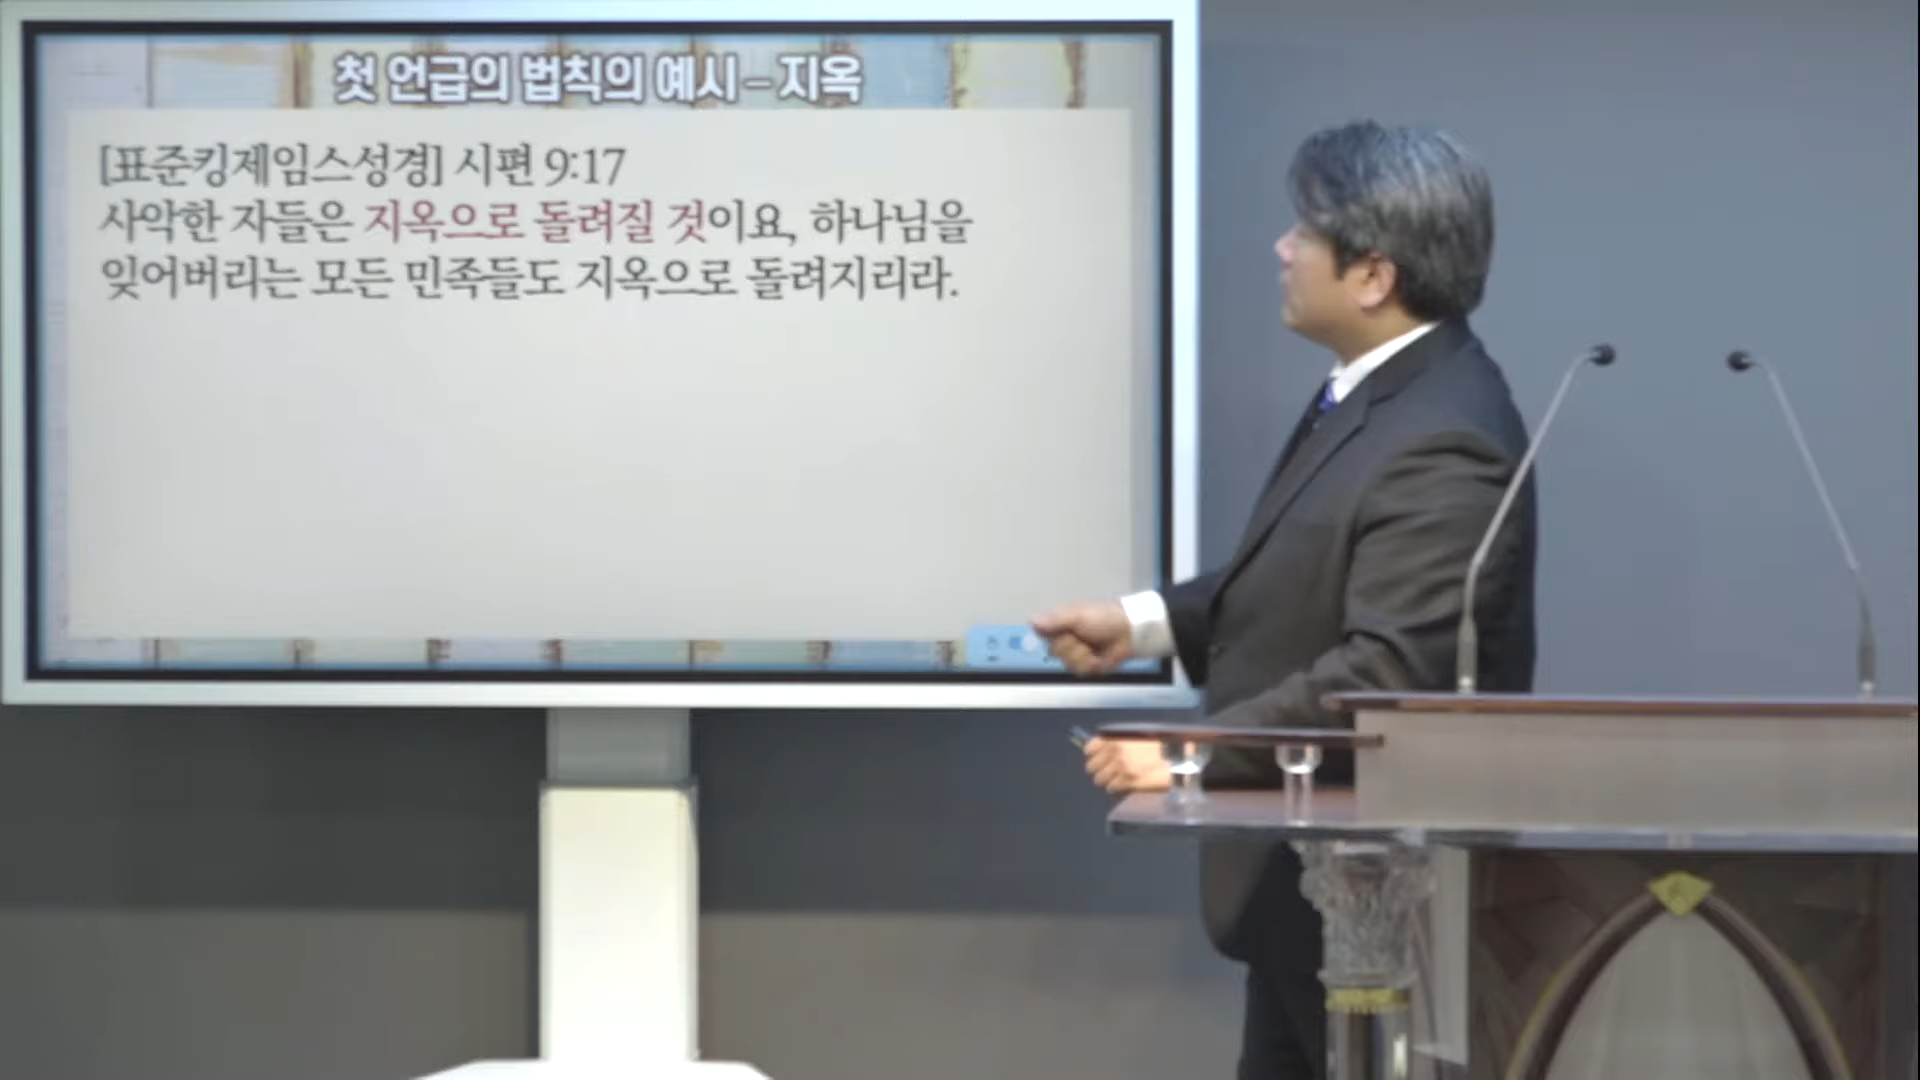 첫 언급의 법칙의 예시 – 지옥
[표준킹제임스성경] 시편 9:17
사악한 자들은 지옥으로 돌려질 것이요, 하나님을
잊어버리는 모든 민족들도 지옥으로 돌려지리라.